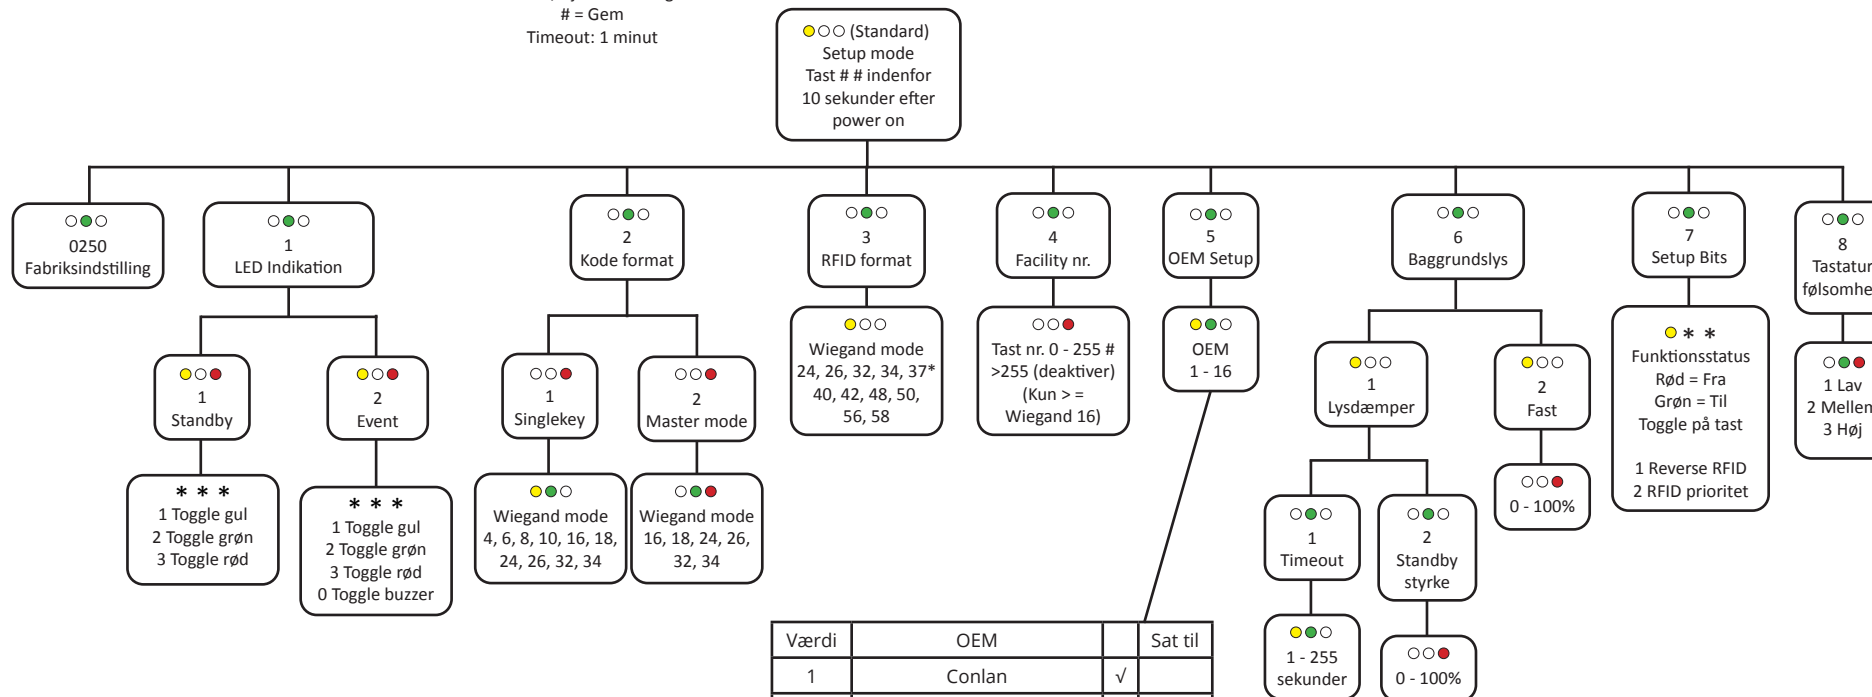 # = Gem
Timeout: 1 minut
(Standard)
Setup mode
Tast # # indenfor
10 sekunder efter
power on
0250
Fabriksindstilling
1
LED Indikation
2
Kode format
3
RFID format
4
Facility nr.
5
OEM Setup
6
Baggrundslys
7
Setup Bits
8
Tastatur
1
Standby
2
Event
1
Singlekey
2
Master mode
Wiegand mode
24, 26, 32, 34, 37*
40, 42, 48, 50,
56, 58
Tast nr. 0 - 255 #
>255 (deaktiver)
(Kun > =
Wiegand 16)
OEM
1 - 16
1
Lysdæmper
2
Fast
* *
Funktionsstatus
Rød = Fra
Grøn = Til
Toggle på tast
1 Reverse RFID
2 RFID prioritet
1 Lav
2 Mellem
3 Høj
* * *
1 Toggle gul
2 Toggle grøn
3 Toggle rød
* * *
1 Toggle gul
2 Toggle grøn
3 Toggle rød
0 Toggle buzzer
Wiegand mode
4, 6, 8, 10, 16, 18,
24, 26, 32, 34
Wiegand mode
16, 18, 24, 26,
32, 34
1
Timeout
2
Standby
styrke
0 - 100%
1 - 255
sekunder
0 - 100%
Værdi OEM Sat til
1 Conlan √